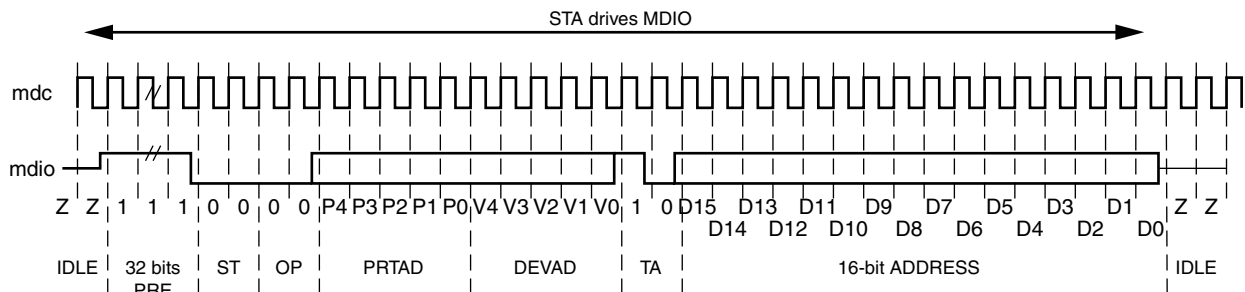 STA drives MDIO
mdc
mdio
Z Z 1 1 1 0 0 0 0 P4 P3 P2 P1 P0 V4 V3 V2 V1 V0 1 0 D15 D13 D11 D9 D7 D5 D3 D1 Z Z
D14 D12 D10 D8 D6 D4 D2 D0
IDLE 32 bits ST OP PRTAD DEVAD TA 16-bit ADDRESS IDLE
PRE